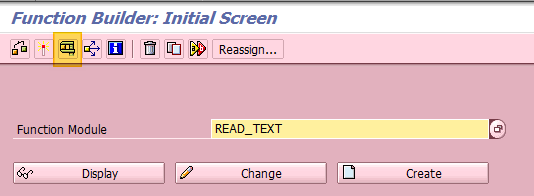 Function Builder: Initial Screen
Reassign...
Function Module READ_TEXT
Display Change Create